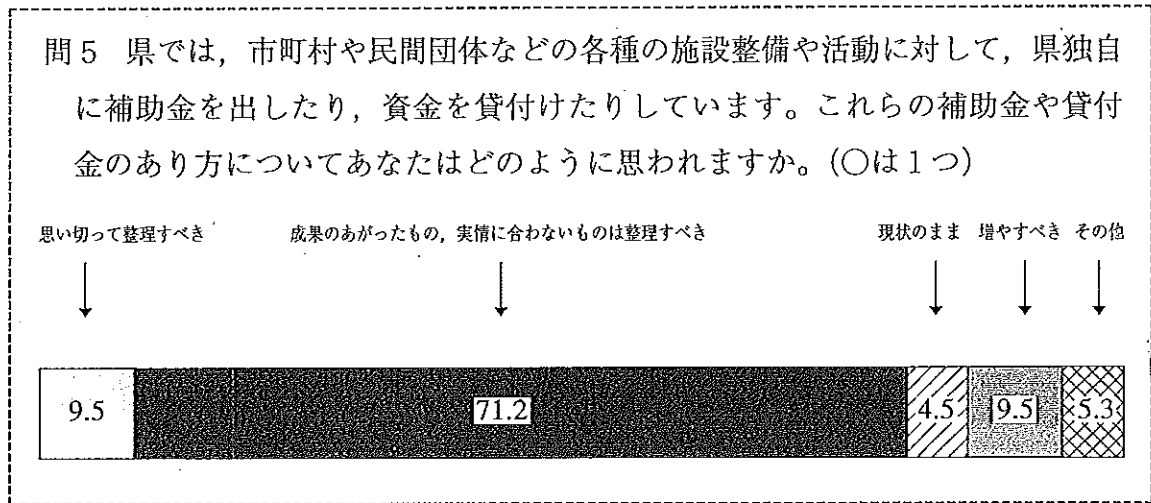 問5 県では，市町村や民間団体などの各種の施設整備や活動に対して，県独自
に補助金を出したり，資金を貸付けたりしています。これらの補助金や貸付
金のあり方についてあなたはどのように思われますか。(○は1つ)
思い切って整理すべき 成果のあがったもの，実情に合わないものは整理すべき 現状のまま 増やすべき その他
9.5 71.2 4.5 9.5 5.3